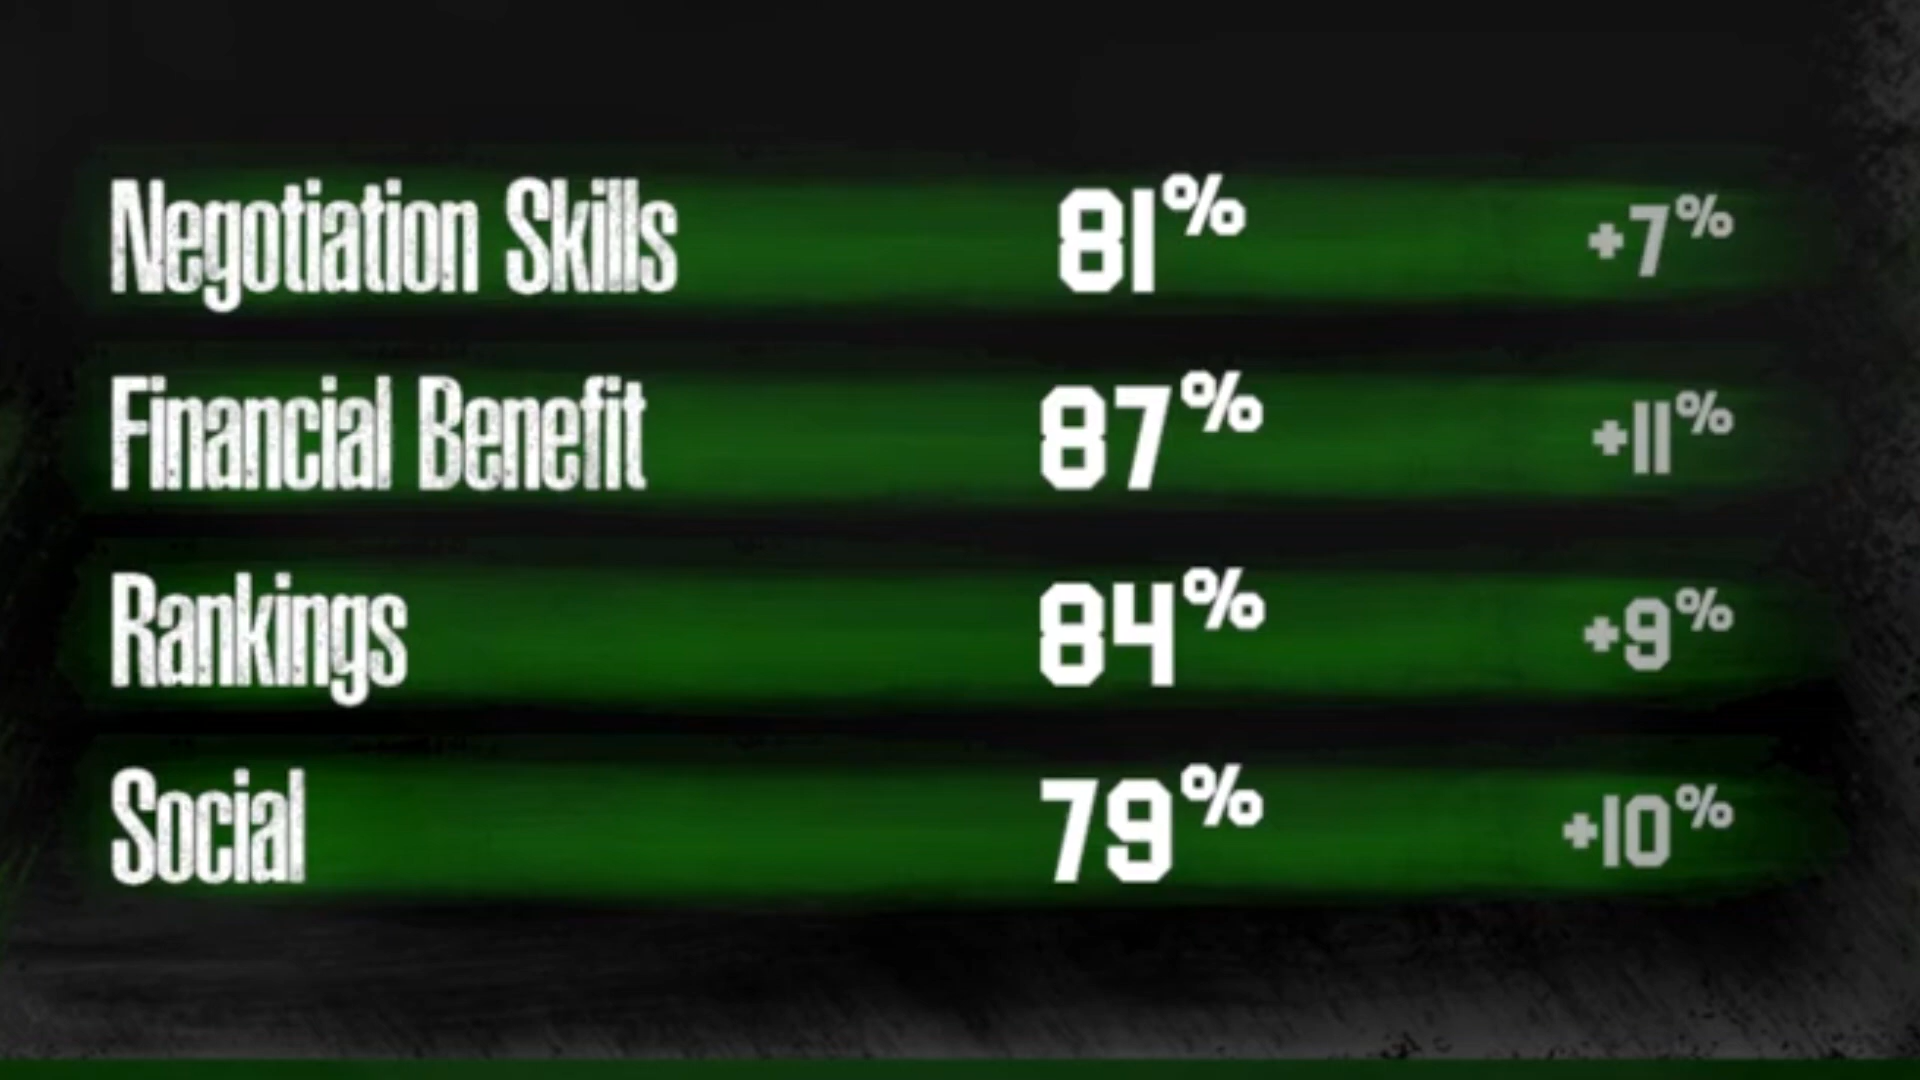 Negotiation Skills 81% +7%
Financial Benefit 87% +11%
Rankings 84% +9%
Social 79% +10%